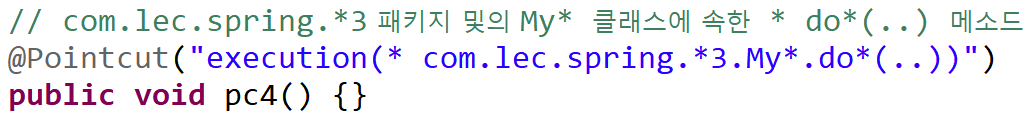 // com.lec.spring.*3 패키지 및의 My* 클래스에 속한 * do*(..) 메소드
@Pointcut("execution(* com.lec.spring.*3.My*.do*(..))")
public void pc4() {}